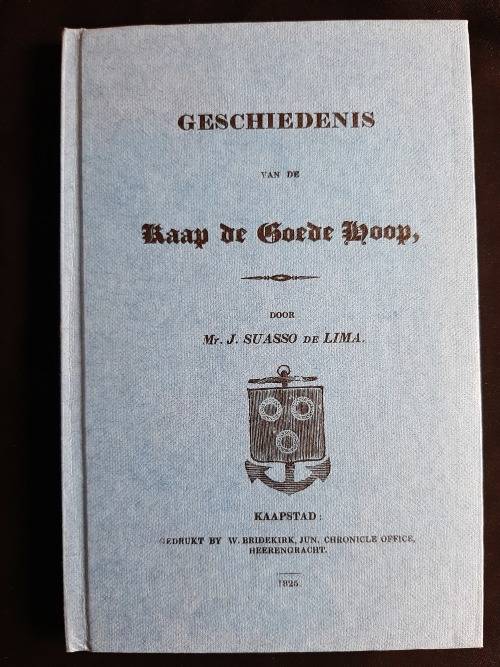 GESCHIEDENIS
VAN DE
Kaap de Goede Hoop,
DOOR
Mr. J. SUASSO DE LIMA.
KAAPSTAD:
GEDRUKT BY W. BRIDEKIRK, JUN. CHRONICLE OFFICE,
HEERENGRACHT.
1825.